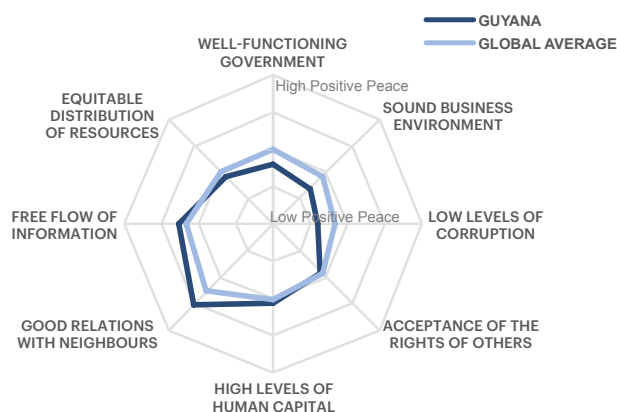 GUYANA
GLOBAL AVERAGE
WELL-FUNCTIONING
GOVERNMENT
High Positive Peace
EQUITABLE
DISTRIBUTION
OF RESOURCES
SOUND BUSINESS
ENVIRONMENT
FREE FLOW OF
INFORMATION
Low Positive Peace
LOW LEVELS OF
CORRUPTION
GOOD RELATIONS
WITH NEIGHBOURS
ACCEPTANCE OF THE
RIGHTS OF OTHERS
HIGH LEVELS OF
HUMAN CAPITAL